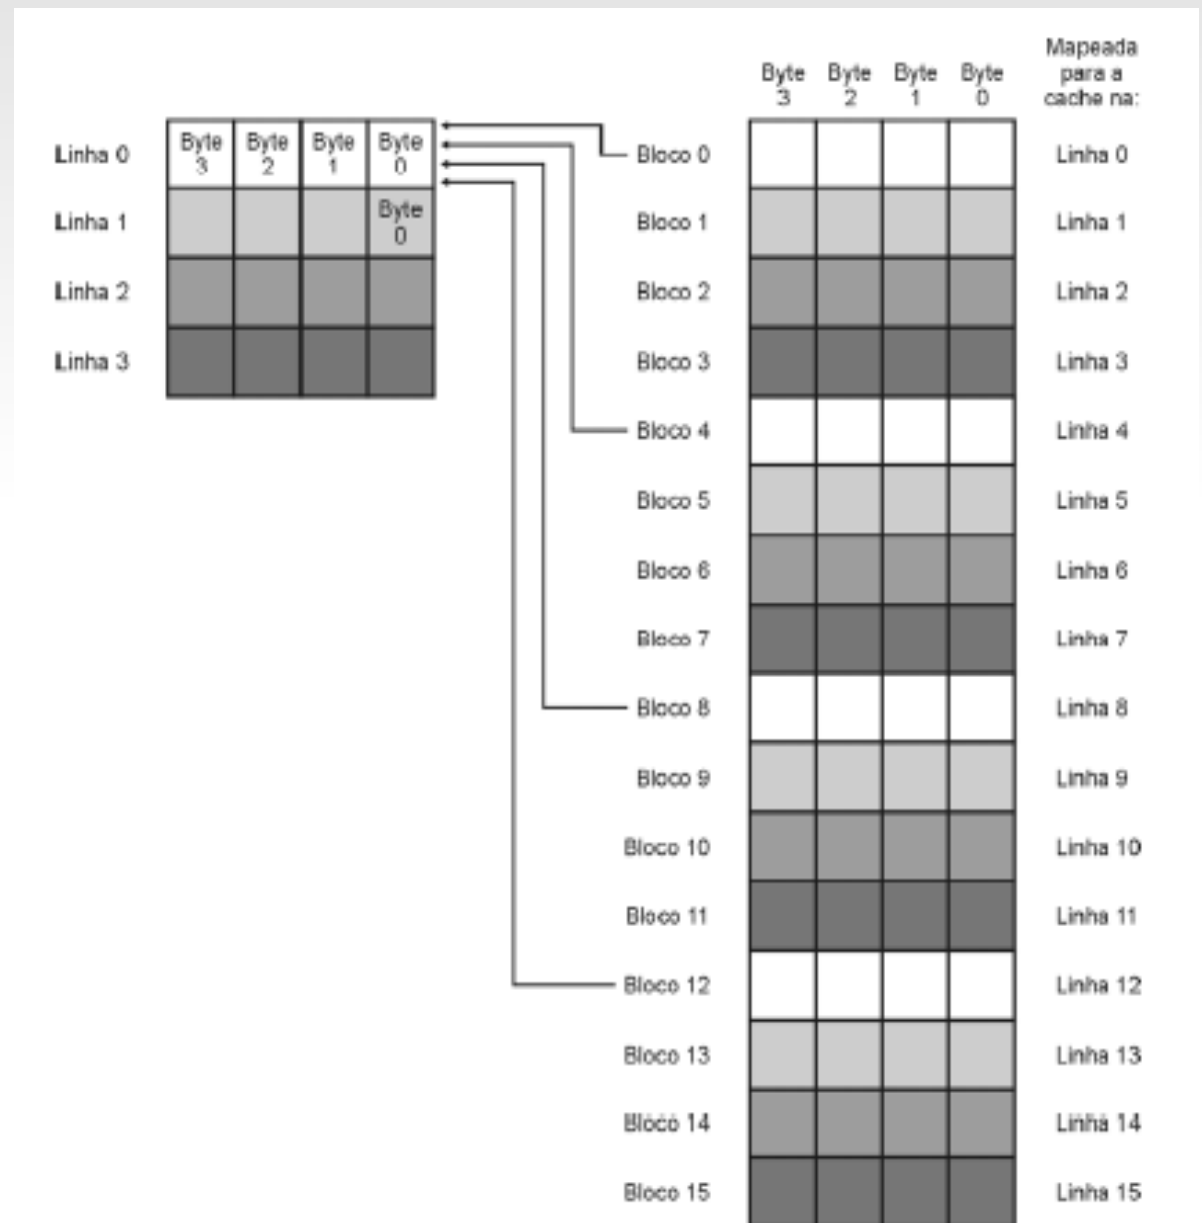 Mapeada
para a
cache na:
Byte 3 Byte 2 Byte 1 Byte 0
Linha 0 Byte 3 Byte 2 Byte 1 Byte 0 Bloco 0 Linha 0
Linha 1 Byte 0 Bloco 1 Linha 1
Linha 2 Bloco 2 Linha 2
Linha 3 Bloco 3 Linha 3
Bloco 4 Linha 4
Bloco 5 Linha 5
Bloco 6 Linha 6
Bloco 7 Linha 7
Bloco 8 Linha 8
Bloco 9 Linha 9
Bloco 10 Linha 10
Bloco 11 Linha 11
Bloco 12 Linha 12
Bloco 13 Linha 13
Bloco 14 Linha 14
Bloco 15 Linha 15